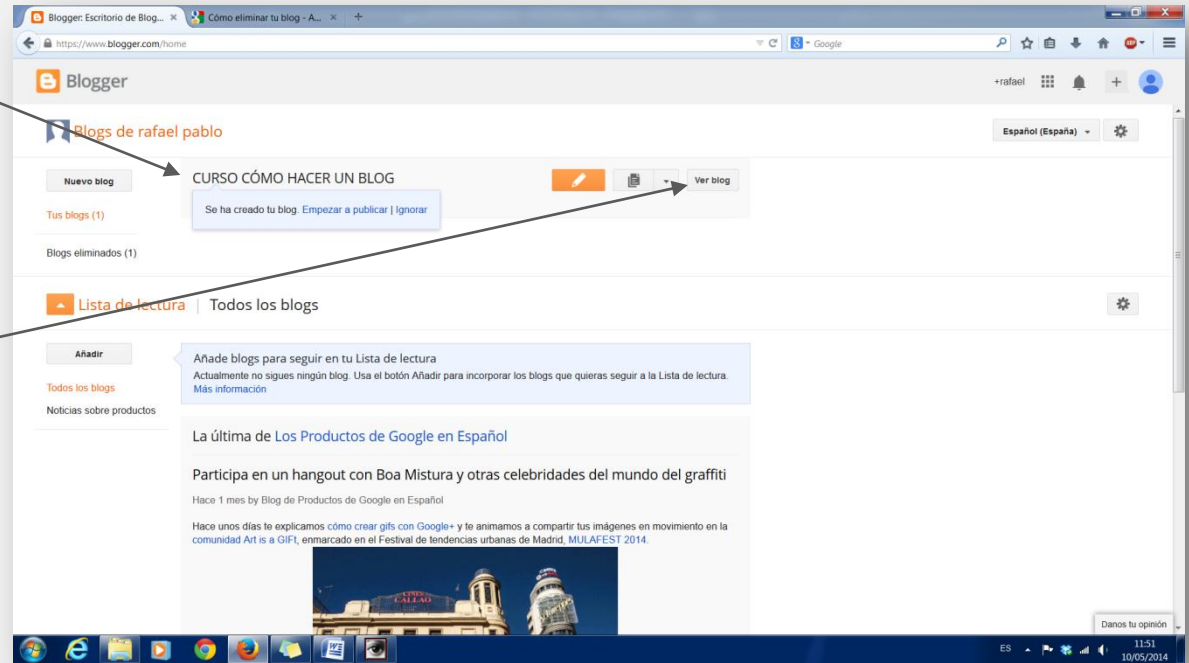 Blogger: Escritorio de Blog...
Cómo eliminar tu blog - A...
https://www.blogger.com/home
Google
Blogger
+rafael
Blogs de rafael pablo
Español (España)
Nuevo blog
CURSO CÓMO HACER UN BLOG
Ver blog
Tus blogs (1)
Se ha creado tu blog. Empezar a publicar | Ignorar
Blogs eliminados (1)
Lista de lectura | Todos los blogs
Añadir
Añade blogs para seguir en tu Lista de lectura
Actualmente no sigues ningún blog. Usa el botón Añadir para incorporar los blogs que quieras seguir a la Lista de lectura.
Más información
Todos los blogs
Noticias sobre productos
La última de Los Productos de Google en Español
Participa en un hangout con Boa Mistura y otras celebridades del mundo del graffiti
Hace 1 mes by Blog de Productos de Google en Español
Hace unos días te explicamos cómo crear gifs con Google+ y te animamos a compartir tus imágenes en movimiento en la
comunidad Art is a GIFt, enmarcado en el Festival de tendencias urbanas de Madrid, MULAFEST 2014.
CALLAO
Danos tu opinión
ES
11:51
10/05/2014